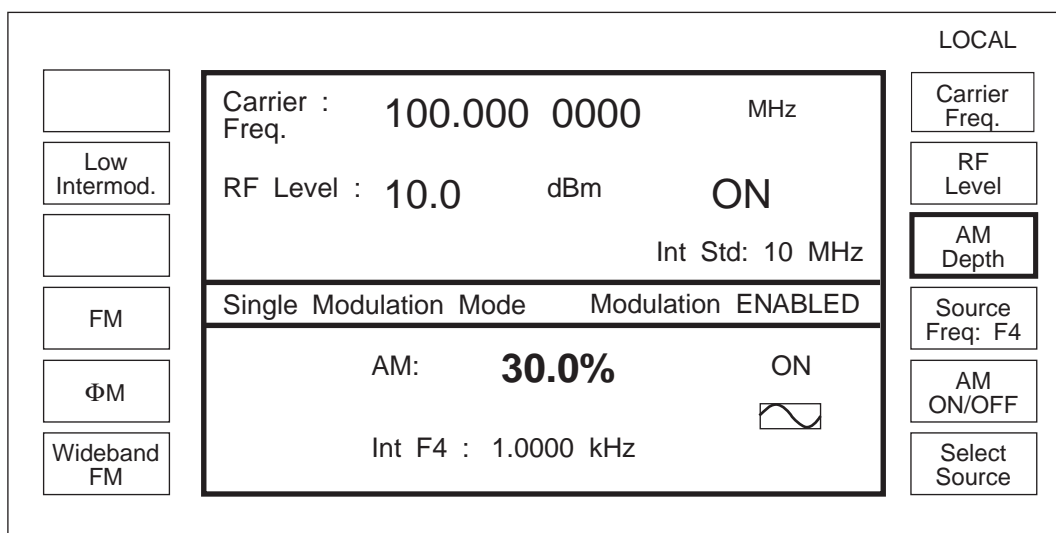 LOCAL
Low
Intermod.
FM
ΦM
Wideband
FM
Carrier :
Freq.
100.000 0000 MHz
RF Level : 10.0 dBm ON
Int Std: 10 MHz
Single Modulation Mode Modulation ENABLED
AM: 30.0% ON
Int F4 : 1.0000 kHz
Carrier
Freq.
RF
Level
AM
Depth
Source
Freq: F4
AM
ON/OFF
Select
Source